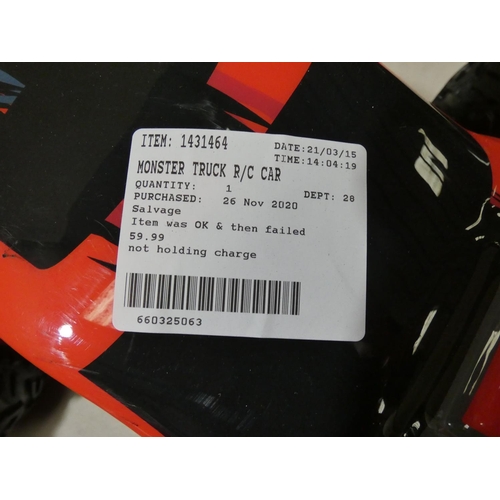 ITEM: 1431464 DATE:21/03/15
TIME:14:04:19
MONSTER TRUCK R/C CAR
QUANTITY: 1 DEPT: 28
PURCHASED: 26 Nov 2020
Salvage
Item was OK & then failed
59.99
not holding charge
660325063